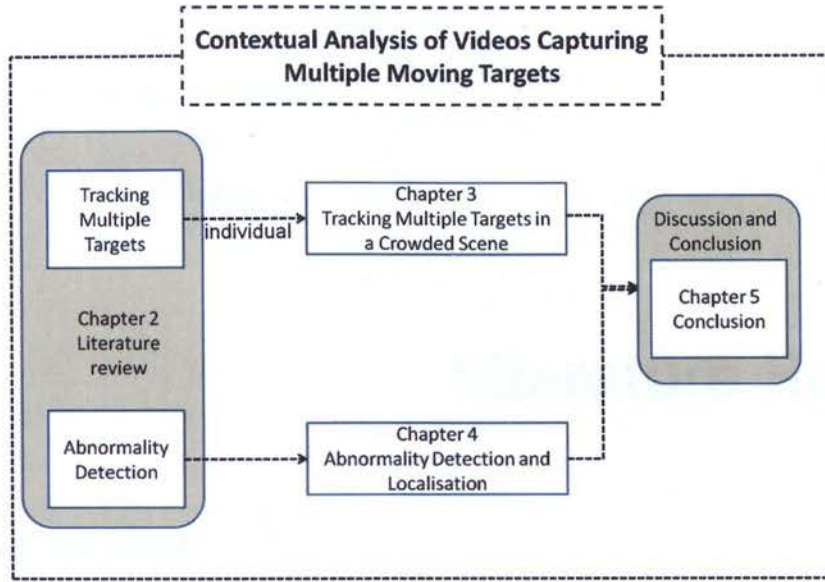 Contextual Analysis of Videos Capturing
Multiple Moving Targets
Tracking
Multiple
Targets
individual
Chapter 3
Tracking Multiple Targets in
a Crowded Scene
Discussion and
Conclusion
Chapter 5
Conclusion
Chapter 2
Literature
review
Abnormality
Detection
Chapter 4
Abnormality Detection and
Localisation